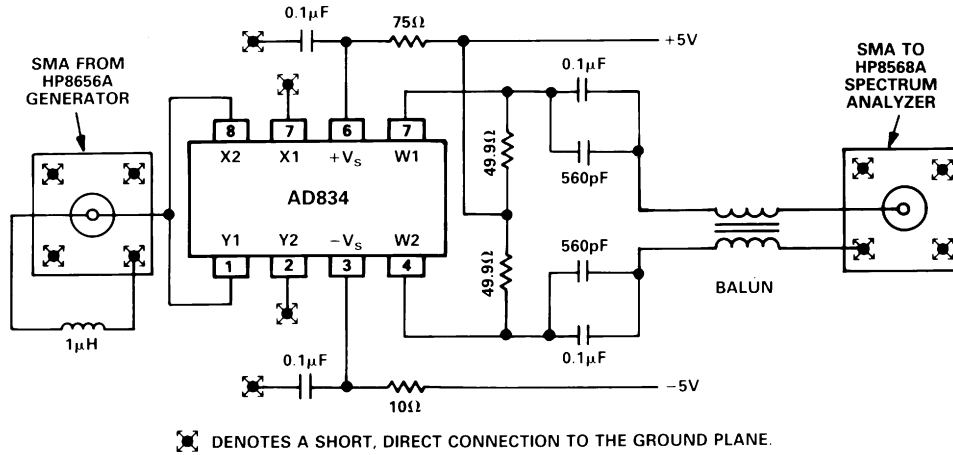 0.1μF
75Ω
+5V
SMA FROM
HP8656A
GENERATOR
0.1μF
SMA TO
HP8568A
SPECTRUM
ANALYZER
8 7 6 7
X2 X1 +VS W1
AD834
Y1 Y2 −VS W2
1 2 3 4
49.9Ω
560pF
560pF
49.9Ω
BALUN
1μH
0.1μF
0.1μF
10Ω
−5V
DENOTES A SHORT, DIRECT CONNECTION TO THE GROUND PLANE.